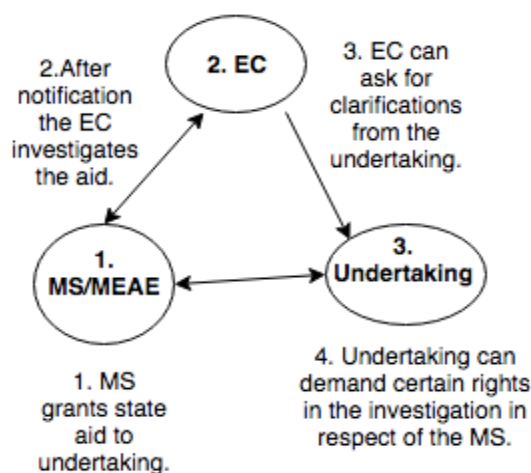 2. EC
2.After
notification
the EC
investigates
the aid.
3. EC can
ask for
clarifications
from the
undertaking.
1.
MS/MEAE
3.
Undertaking
1. MS
grants state
aid to
undertaking.
4. Undertaking can
demand certain rights
in the investigation in
respect of the MS.